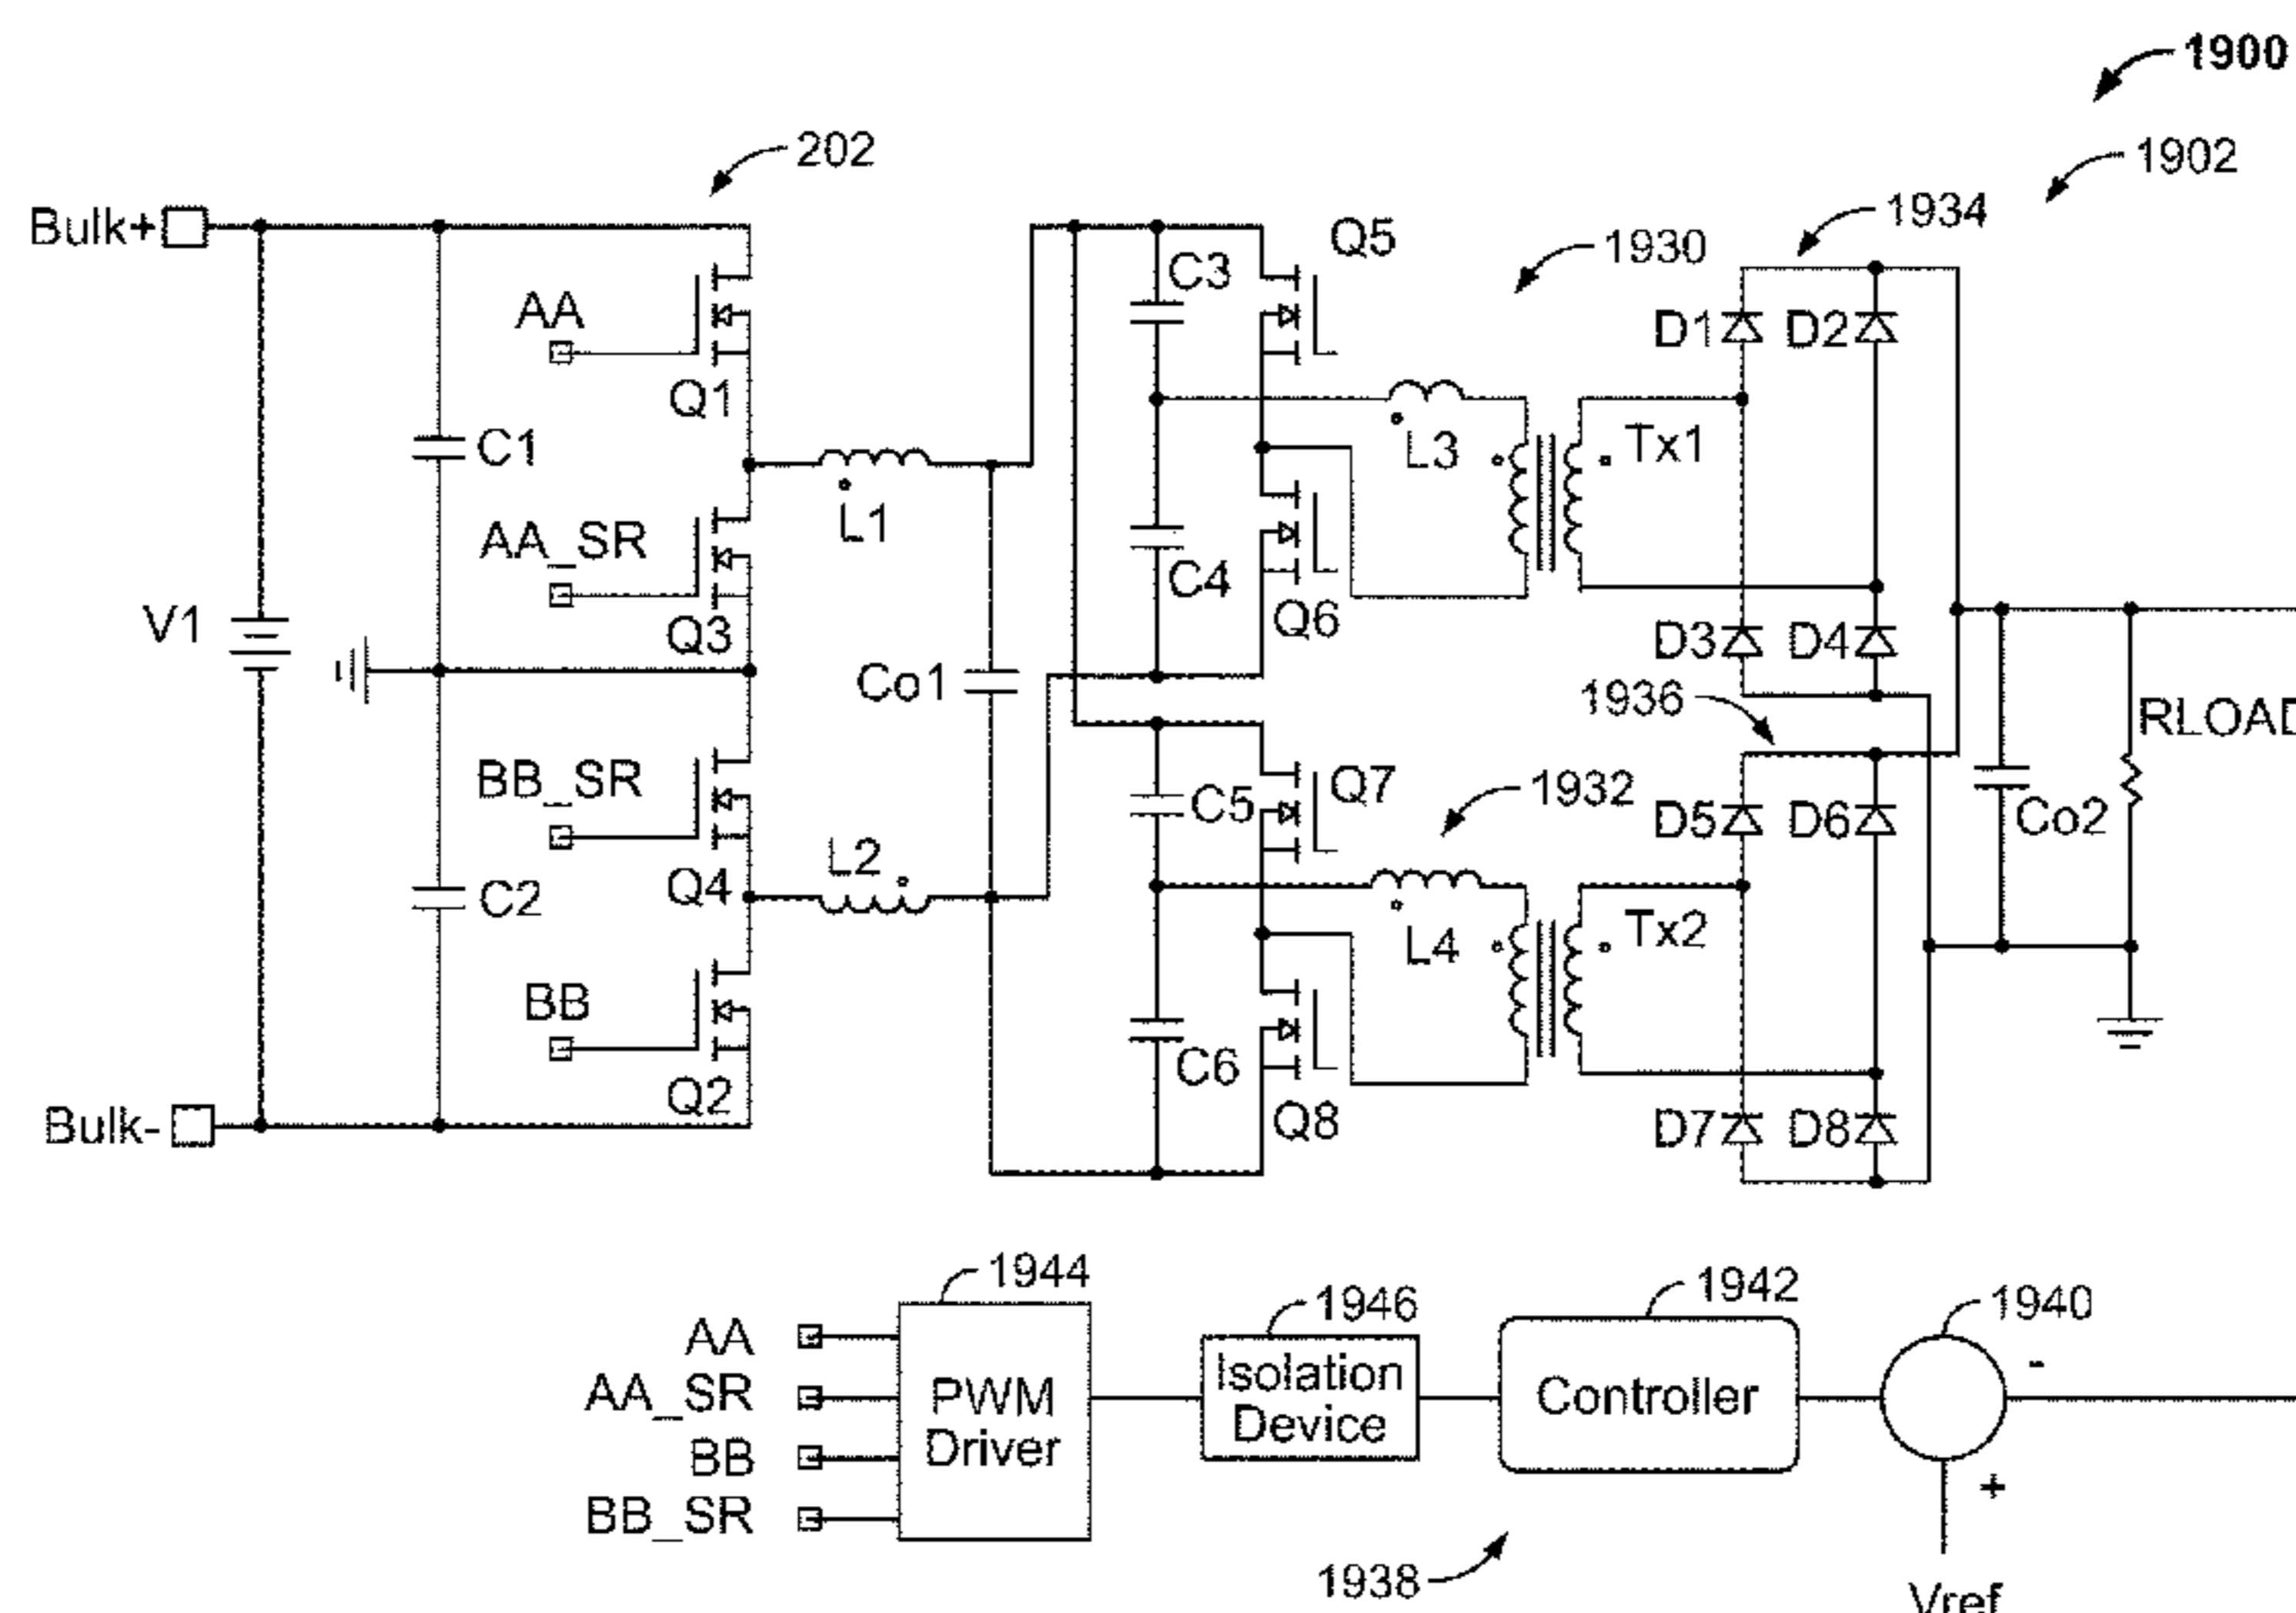 1900
202
1902
1934
Bulk+
Q5
1930
C3
AA
D1
D2
Q1
C1
L3
Tx1
L1
AA_SR
C4
V1
Q3
Q6
D3
D4
Co1
1936
RLOAD
BB_SR
Q7
1932
C5
D5
D6
Co2
L2
Q4
C2
L4
Tx2
BB
C6
Q2
Q8
D7
D8
Bulk-
1944
1946
1942
1940
AA
AA_SR
BB
BB_SR
PWM
Driver
Isolation
Device
Controller
-
+
1938
Vref